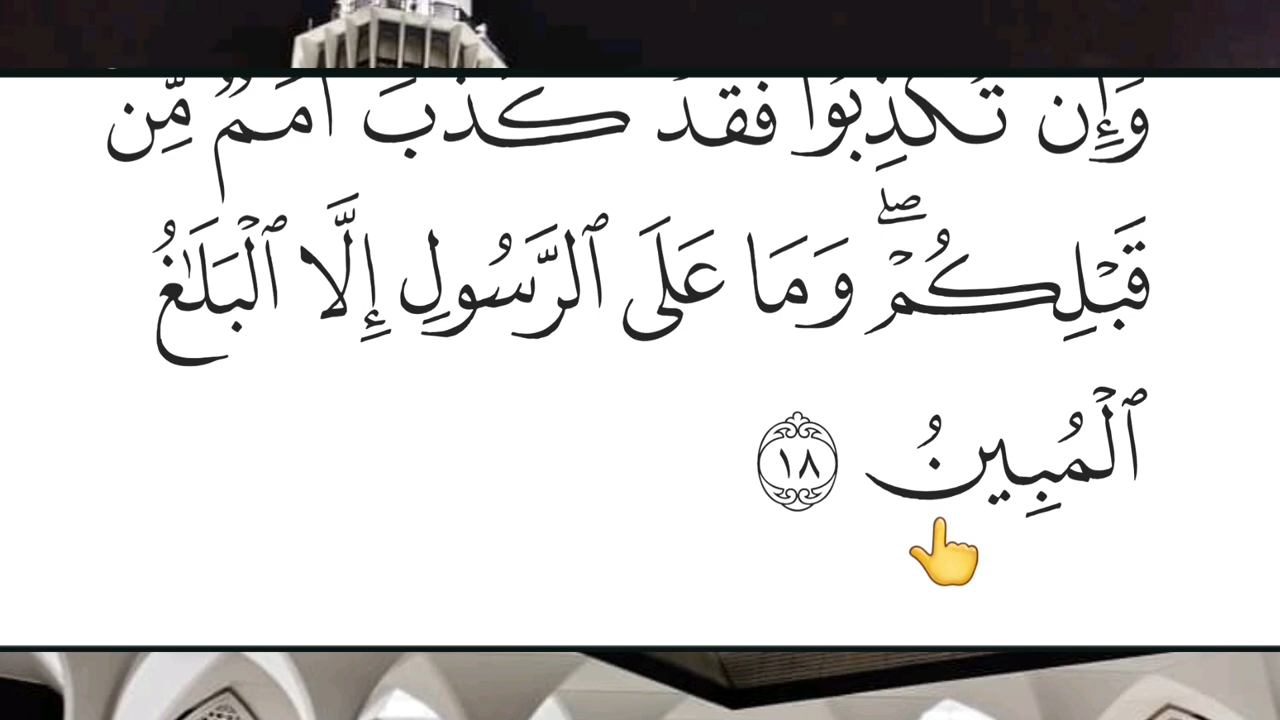 وَإِن تُكَذِّبُوا۟ فَقَدْ كَذَّبَ أُمَمٌۭ مِّن
قَبْلِكُمْ ۖ وَمَا عَلَى ٱلرَّسُولِ إِلَّا ٱلْبَلَـٰغُ
ٱلْمُبِينُ ١٨